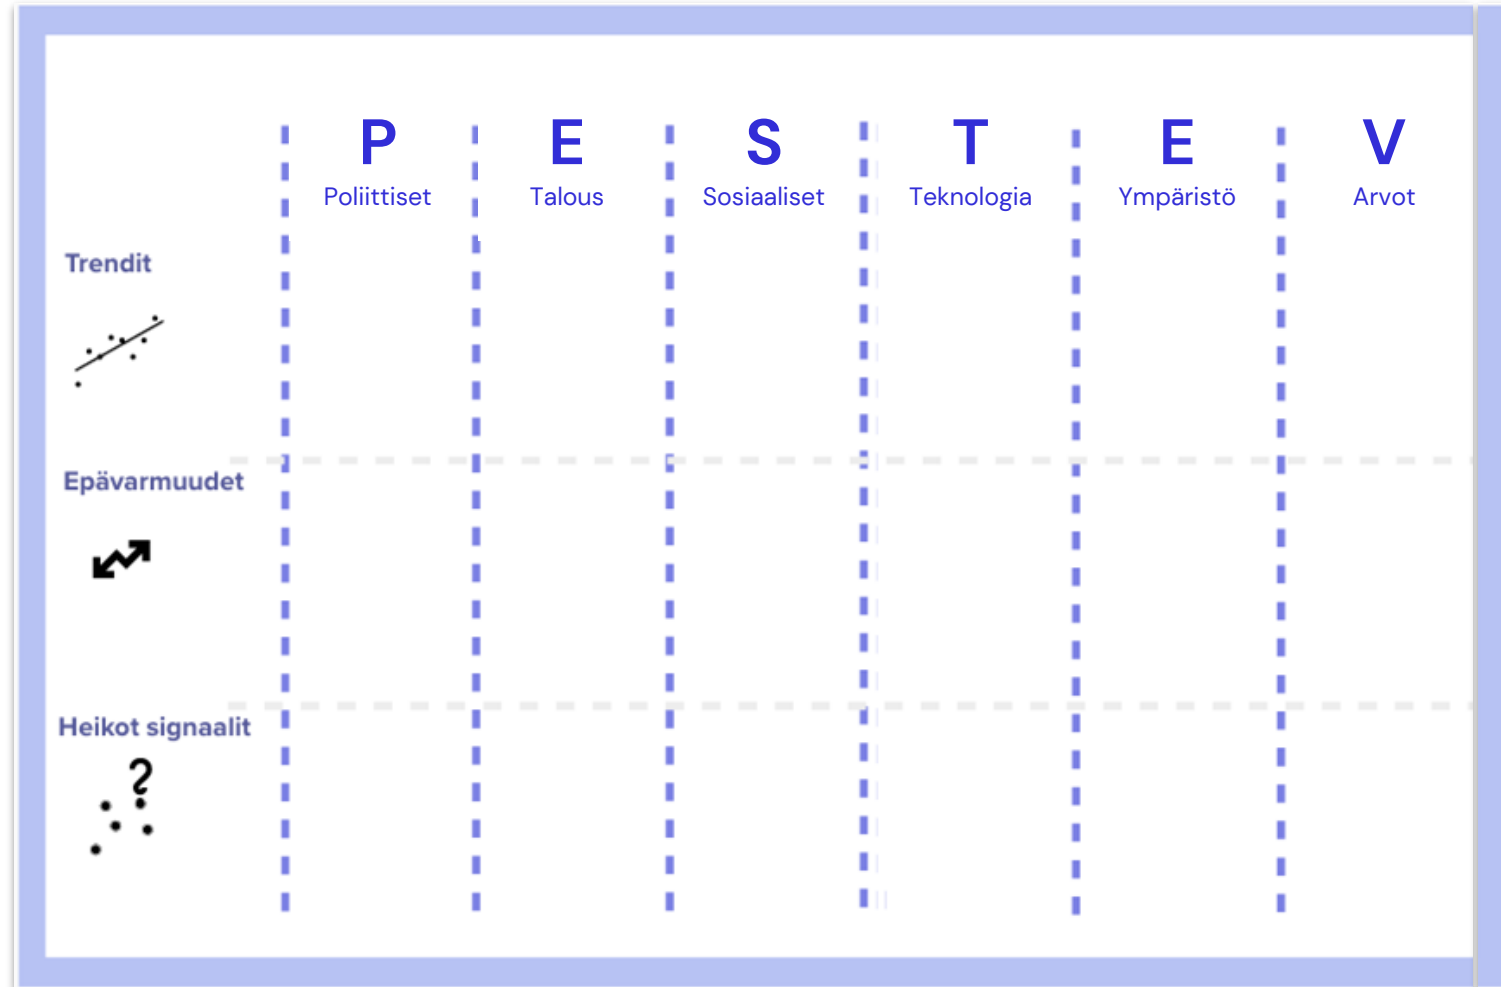 P E S T E V
Poliittiset Talous Sosiaaliset Teknologia Ympäristö Arvot
Trendit
Epävarmuudet
Heikot signaalit
?